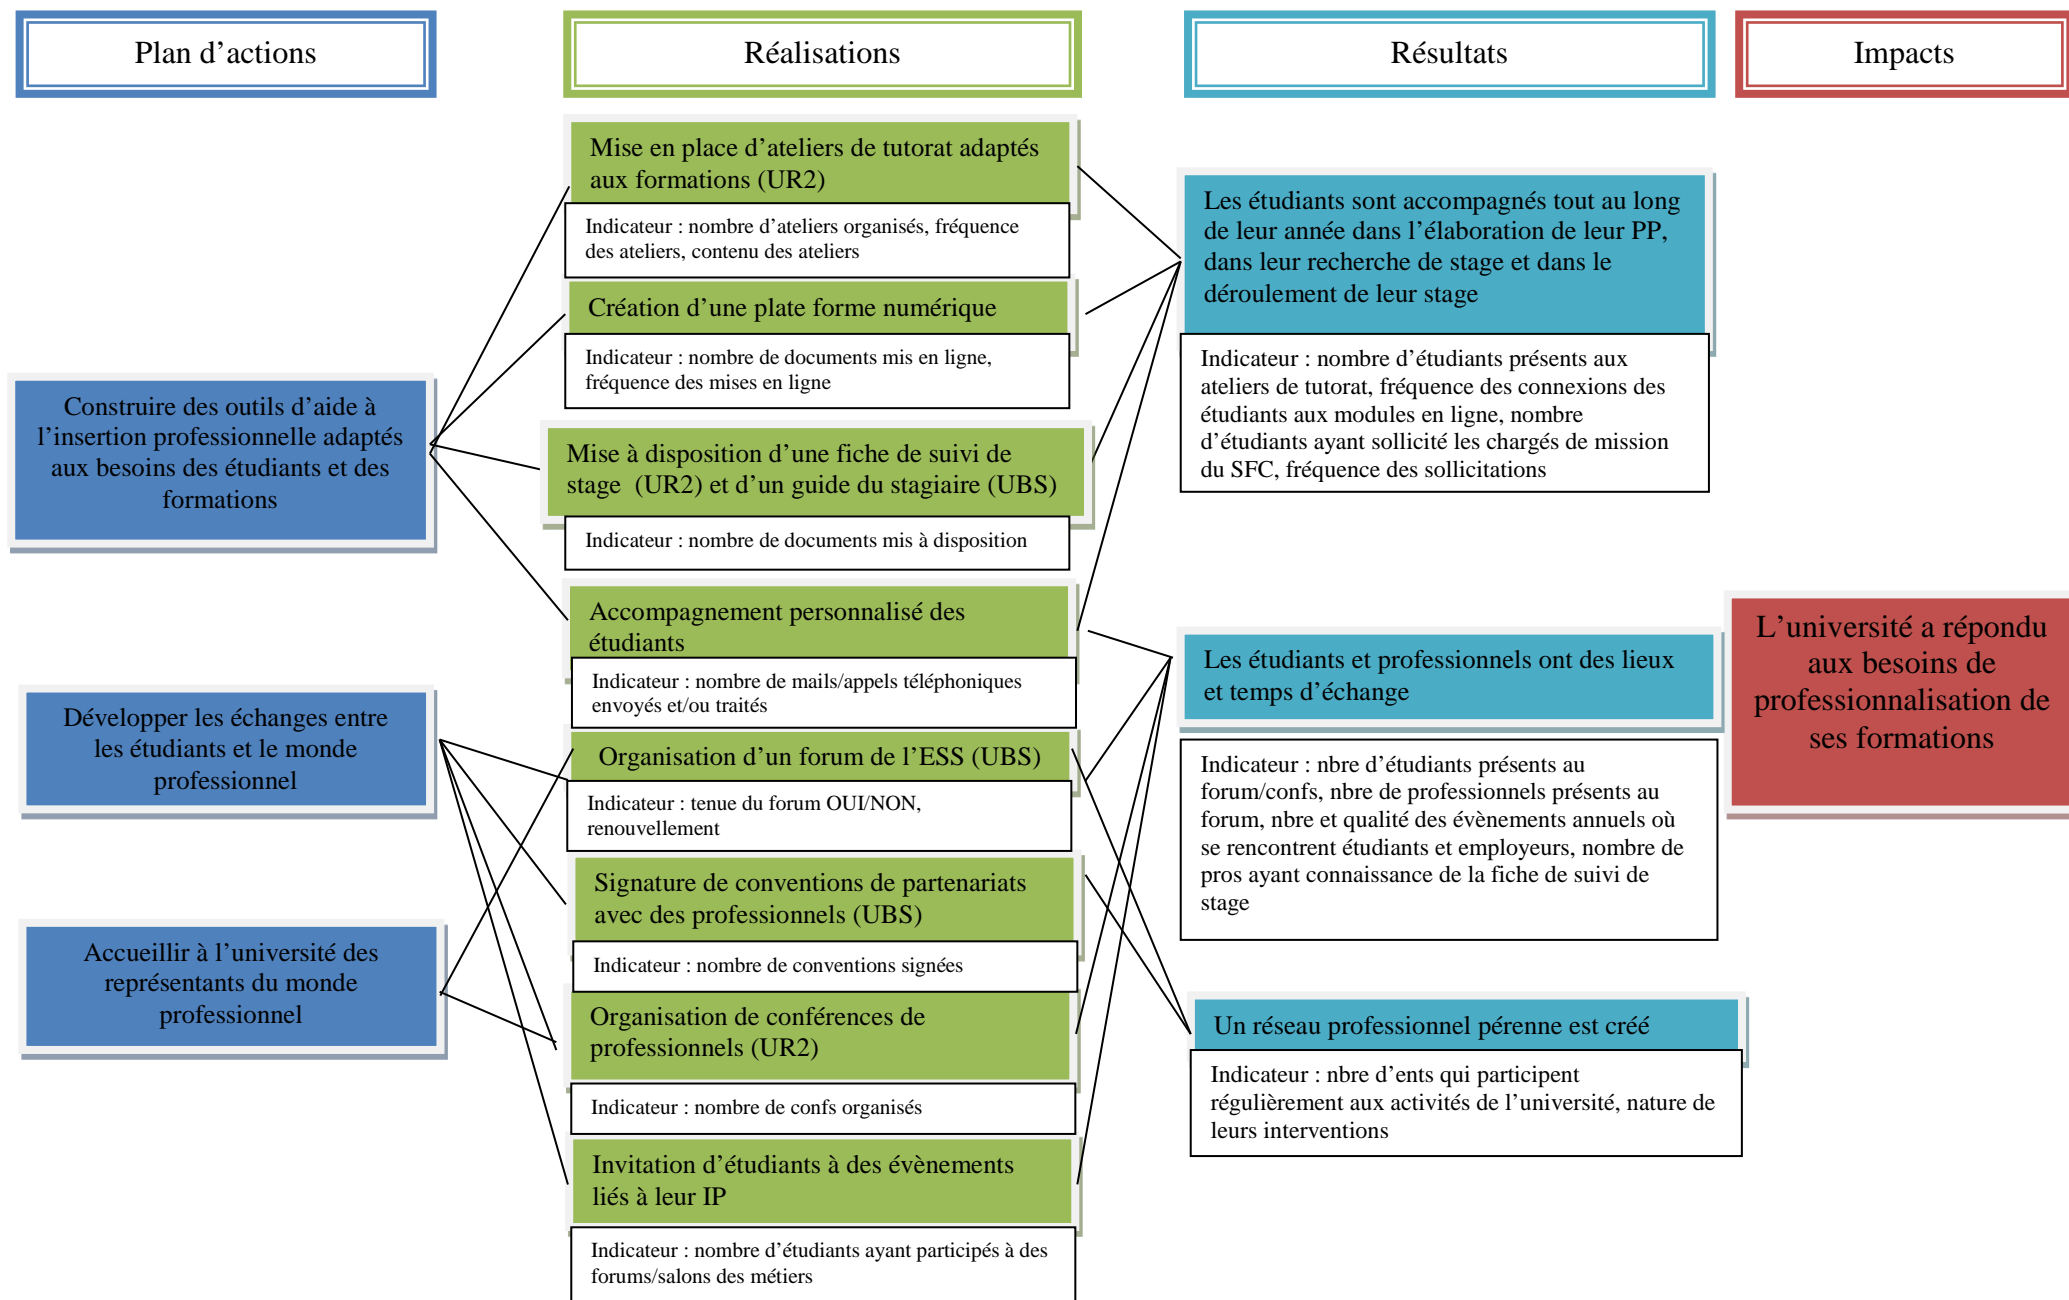 Plan d’actions
Réalisations
Résultats
Impacts
Construire des outils d’aide à
l’insertion professionnelle adaptés
aux besoins des étudiants et des
formations
Développer les échanges entre
les étudiants et le monde
professionnel
Accueillir à l’université des
représentants du monde
professionnel
Mise en place d’ateliers de tutorat adaptés
aux formations (UR2)
Indicateur : nombre d’ateliers organisés, fréquence
des ateliers, contenu des ateliers
Création d’une plate forme numérique
Indicateur : nombre de documents mis en ligne,
fréquence des mises en ligne
Mise à disposition d’une fiche de suivi de
stage  (UR2) et d’un guide du stagiaire (UBS)
Indicateur : nombre de documents mis à disposition
Accompagnement personnalisé des
étudiants
Indicateur : nombre de mails/appels téléphoniques
envoyés et/ou traités
Organisation d’un forum de l’ESS (UBS)
Indicateur : tenue du forum OUI/NON,
renouvellement
Signature de conventions de partenariats
avec des professionnels (UBS)
Indicateur : nombre de conventions signées
Organisation de conférences de
professionnels (UR2)
Indicateur : nombre de confs organisés
Invitation d’étudiants à des évènements
liés à leur IP
Indicateur : nombre d’étudiants ayant participés à des
forums/salons des métiers
Les étudiants sont accompagnés tout au long
de leur année dans l’élaboration de leur PP,
dans leur recherche de stage et dans le
déroulement de leur stage
Indicateur : nombre d’étudiants présents aux
ateliers de tutorat, fréquence des connexions des
étudiants aux modules en ligne, nombre
d’étudiants ayant sollicité les chargés de mission
du SFC, fréquence des sollicitations
Les étudiants et professionnels ont des lieux
et temps d’échange
Indicateur : nbre d’étudiants présents au
forum/confs, nbre de professionnels présents au
forum, nbre et qualité des évènements annuels où
se rencontrent étudiants et employeurs, nombre de
pros ayant connaissance de la fiche de suivi de
stage
Un réseau professionnel pérenne est créé
Indicateur : nbre d’ents qui participent
régulièrement aux activités de l’université, nature de
leurs interventions
L’université a répondu
aux besoins de
professionnalisation de
ses formations